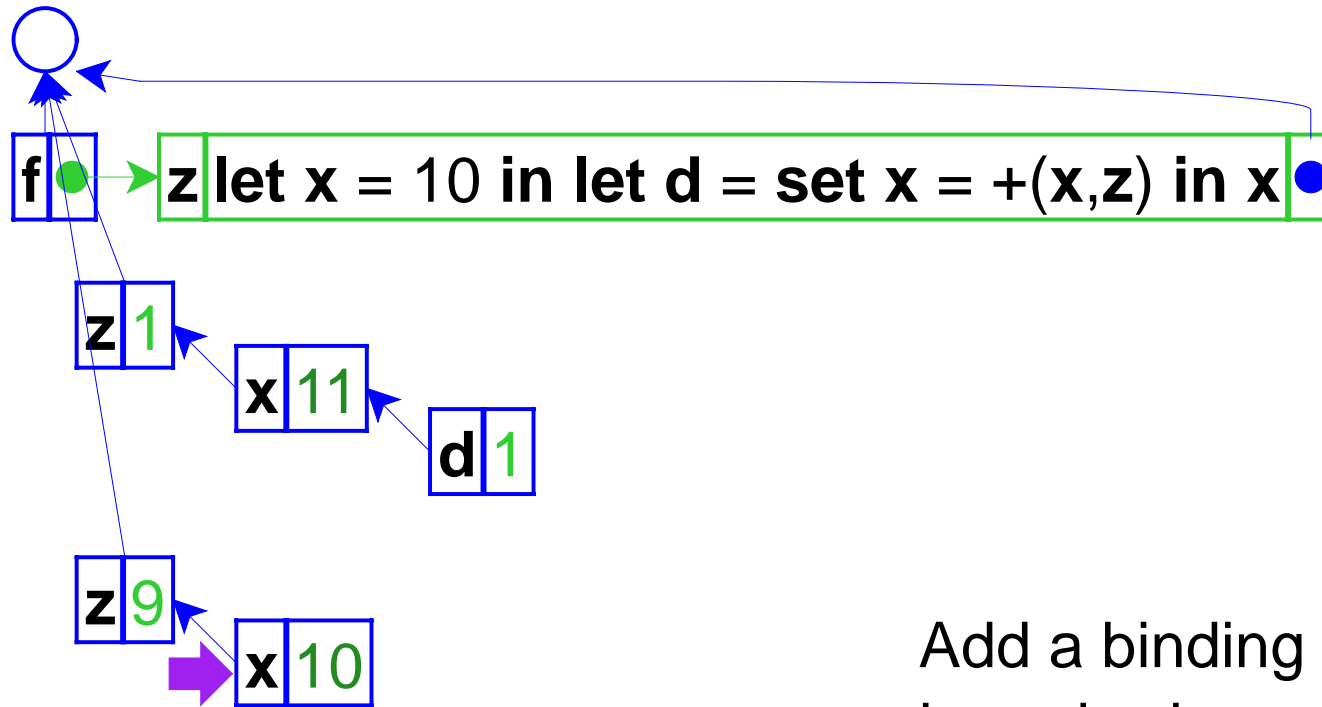 f z let x = 10 in let d = set x = +(x,z) in x
z 1
x 11
d 1
z 9
x 10
Add a binding